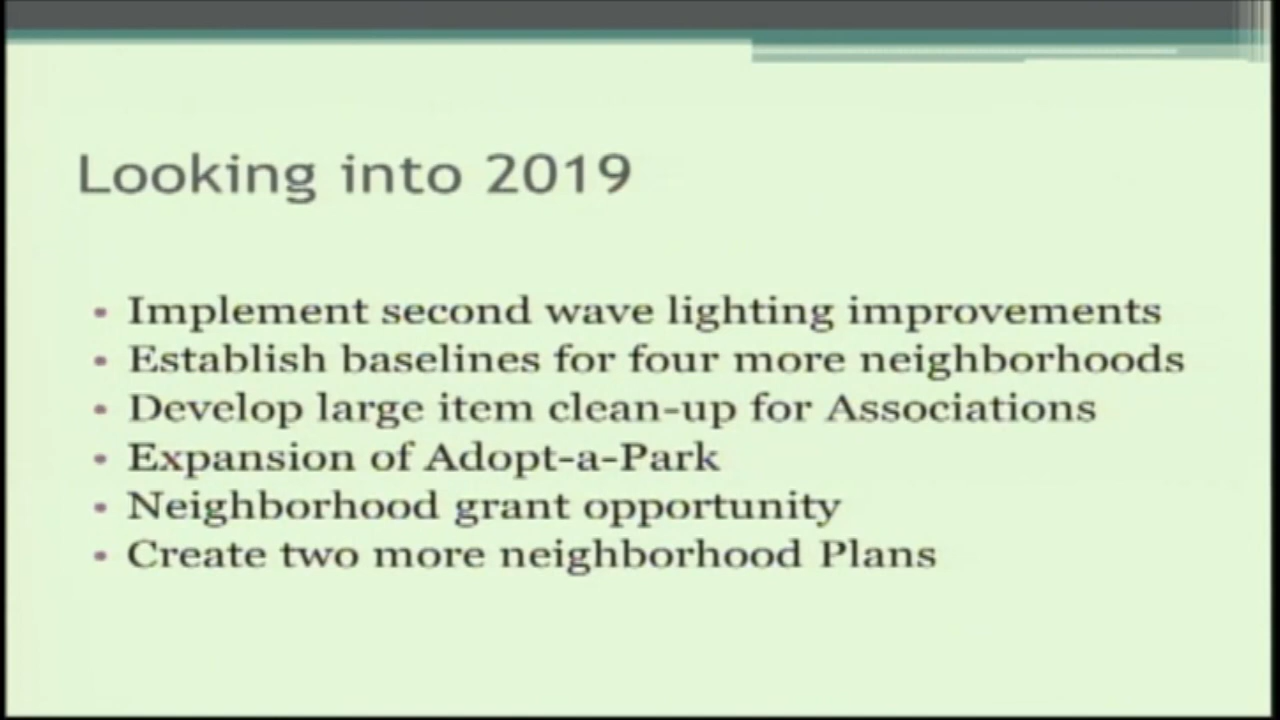 Looking into 2019
• Implement second wave lighting improvements
• Establish baselines for four more neighborhoods
• Develop large item clean-up for Associations
• Expansion of Adopt-a-Park
• Neighborhood grant opportunity
• Create two more neighborhood Plans